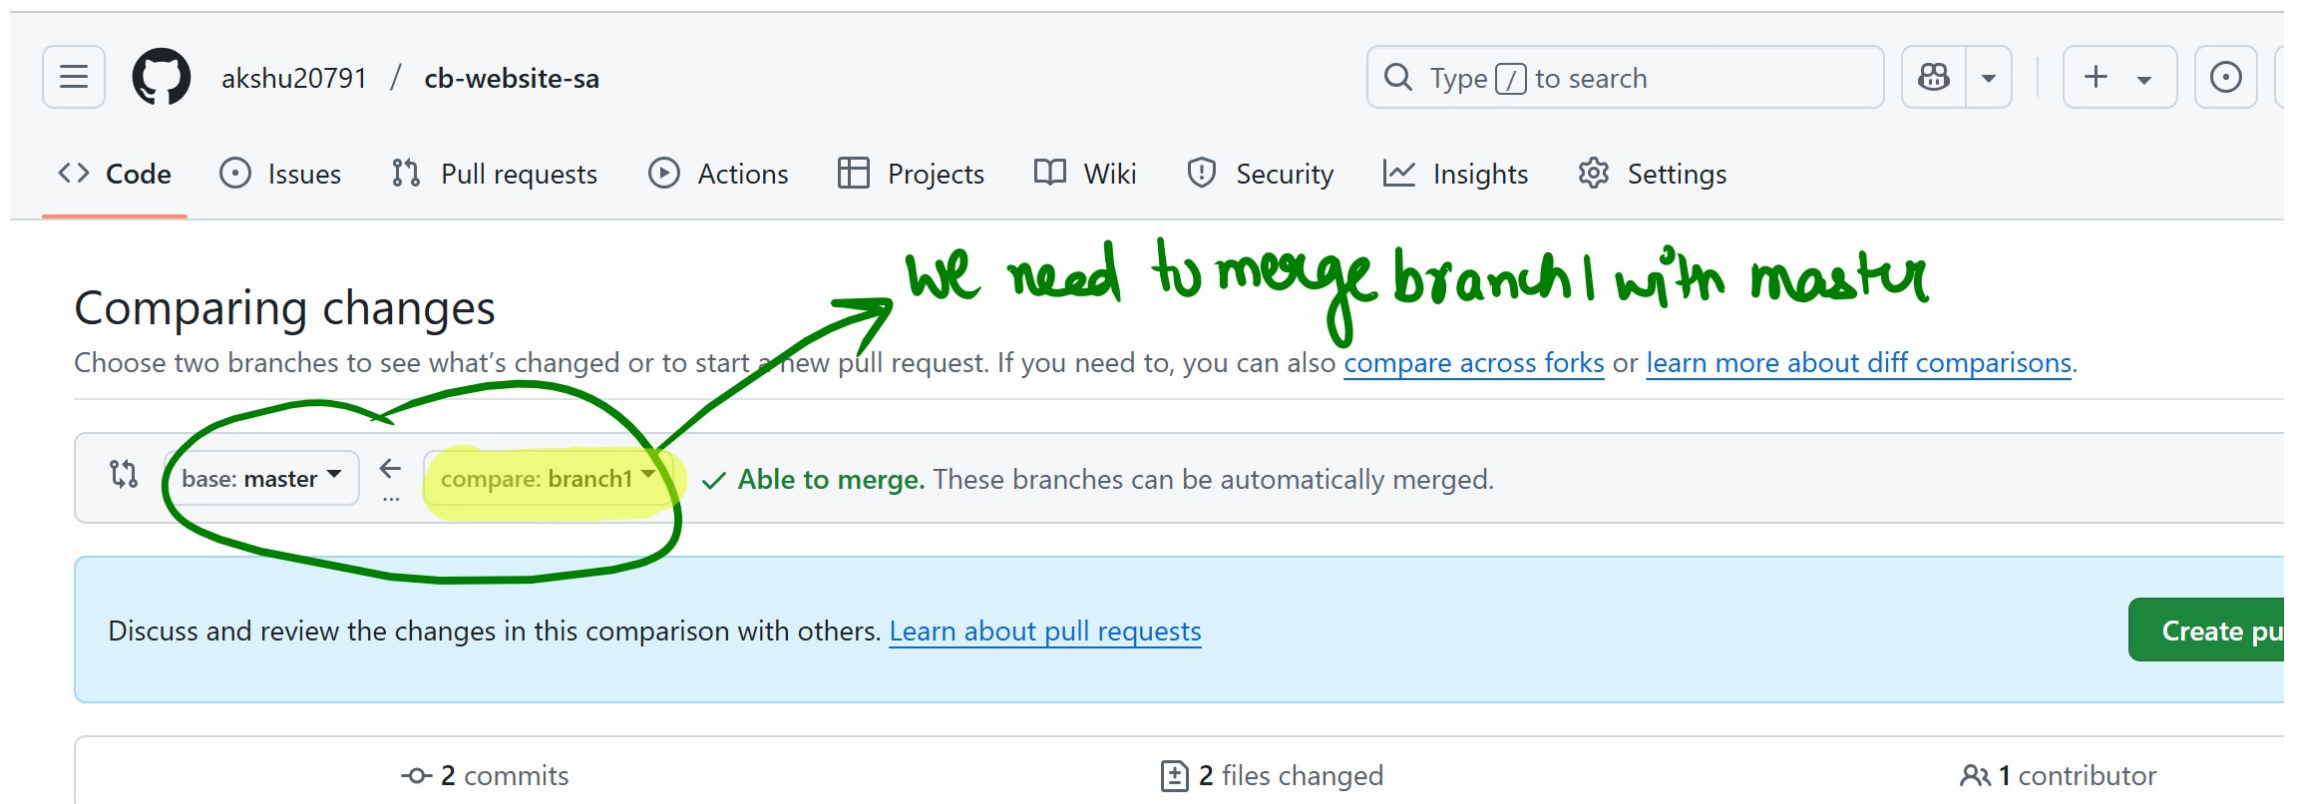 akshu20791 / cb-website-sa
Type / to search
Code Issues Pull requests Actions Projects Wiki Security Insights Settings
we need to merge branch1 with master
Comparing changes
Choose two branches to see what's changed or to start a new pull request. If you need to, you can also compare across forks or learn more about diff comparisons.
base: master ... compare: branch1 Able to merge. These branches can be automatically merged.
Discuss and review the changes in this comparison with others. Learn about pull requests
Create pu
2 commits 2 files changed 1 contributor